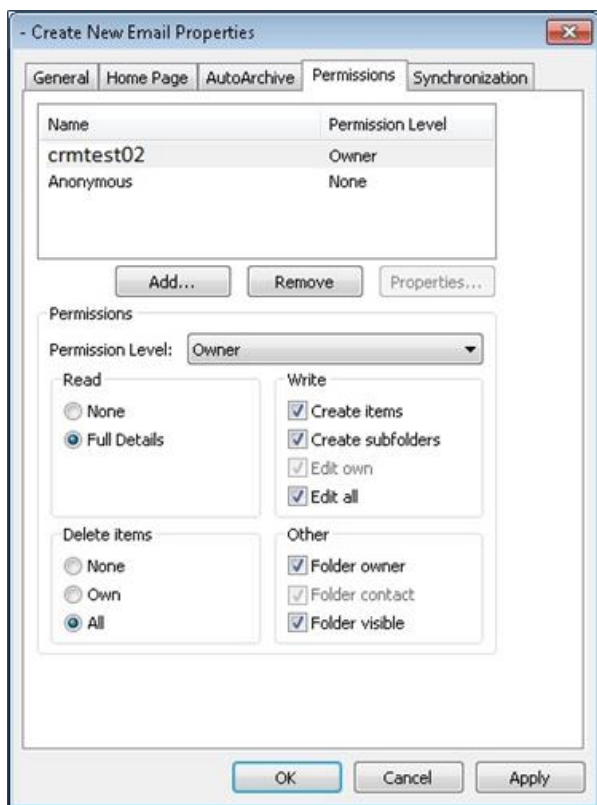 - Create New Email Properties
General Home Page AutoArchive Permissions Synchronization
Name Permission Level
crmtest02 Owner
Anonymous None
Add... Remove Properties...
Permissions
Permission Level: Owner
Read
None
Full Details
Write
Create items
Create subfolders
Edit own
Edit all
Delete items
None
Own
All
Other
Folder owner
Folder contact
Folder visible
OK Cancel Apply